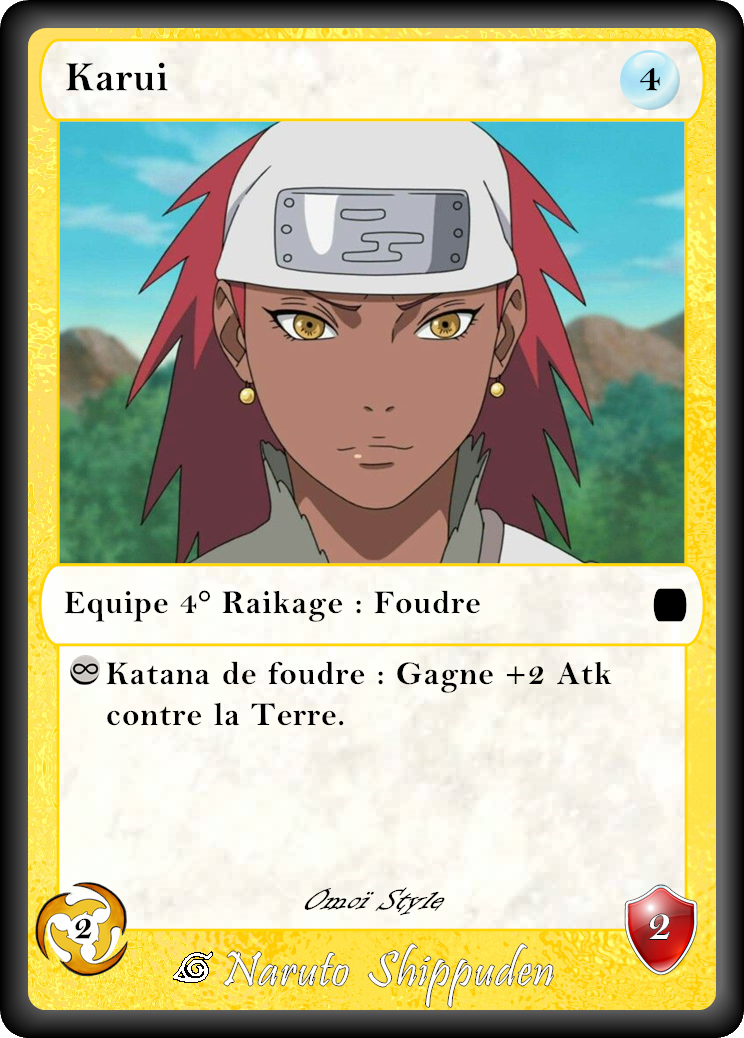 Karui
4
Equipe 4° Raikage : Foudre
∞ Katana de foudre : Gagne +2 Atk
contre la Terre.
Omoï Style
2
2
Naruto Shippuden